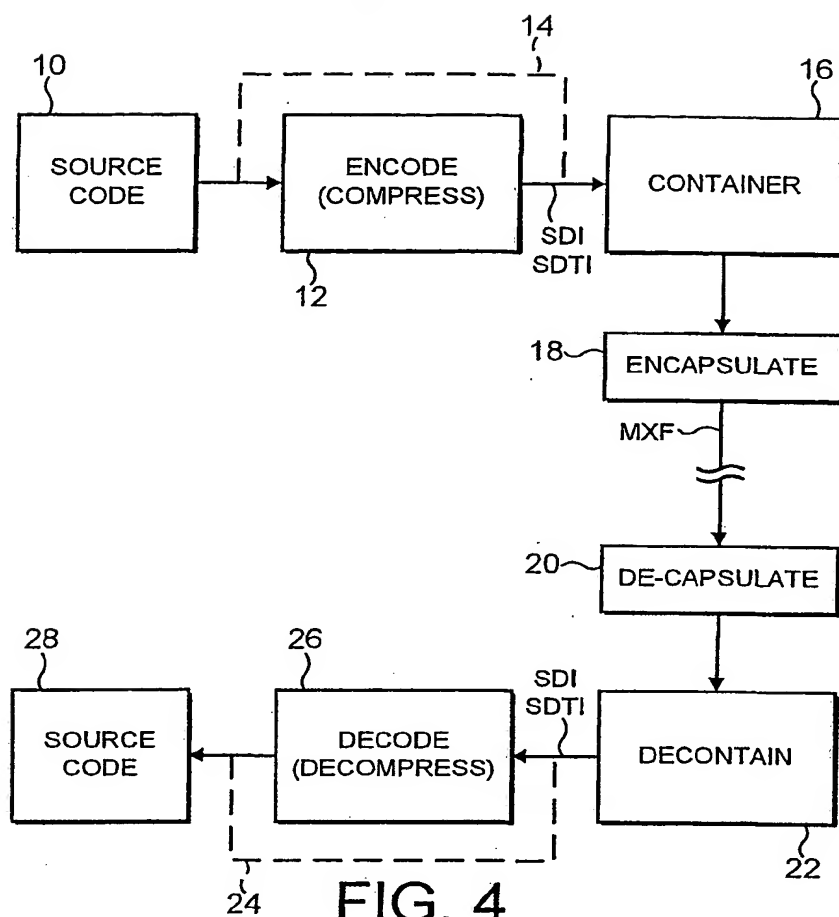 14
10
16
SOURCE
CODE
ENCODE
(COMPRESS)
CONTAINER
SDI
SDTI
12
18
ENCAPSULATE
MXF
20
DE-CAPSULATE
28
26
SDI
SDTI
SOURCE
CODE
DECODE
(DECOMPRESS)
DECONTAIN
22
24
FIG. 4